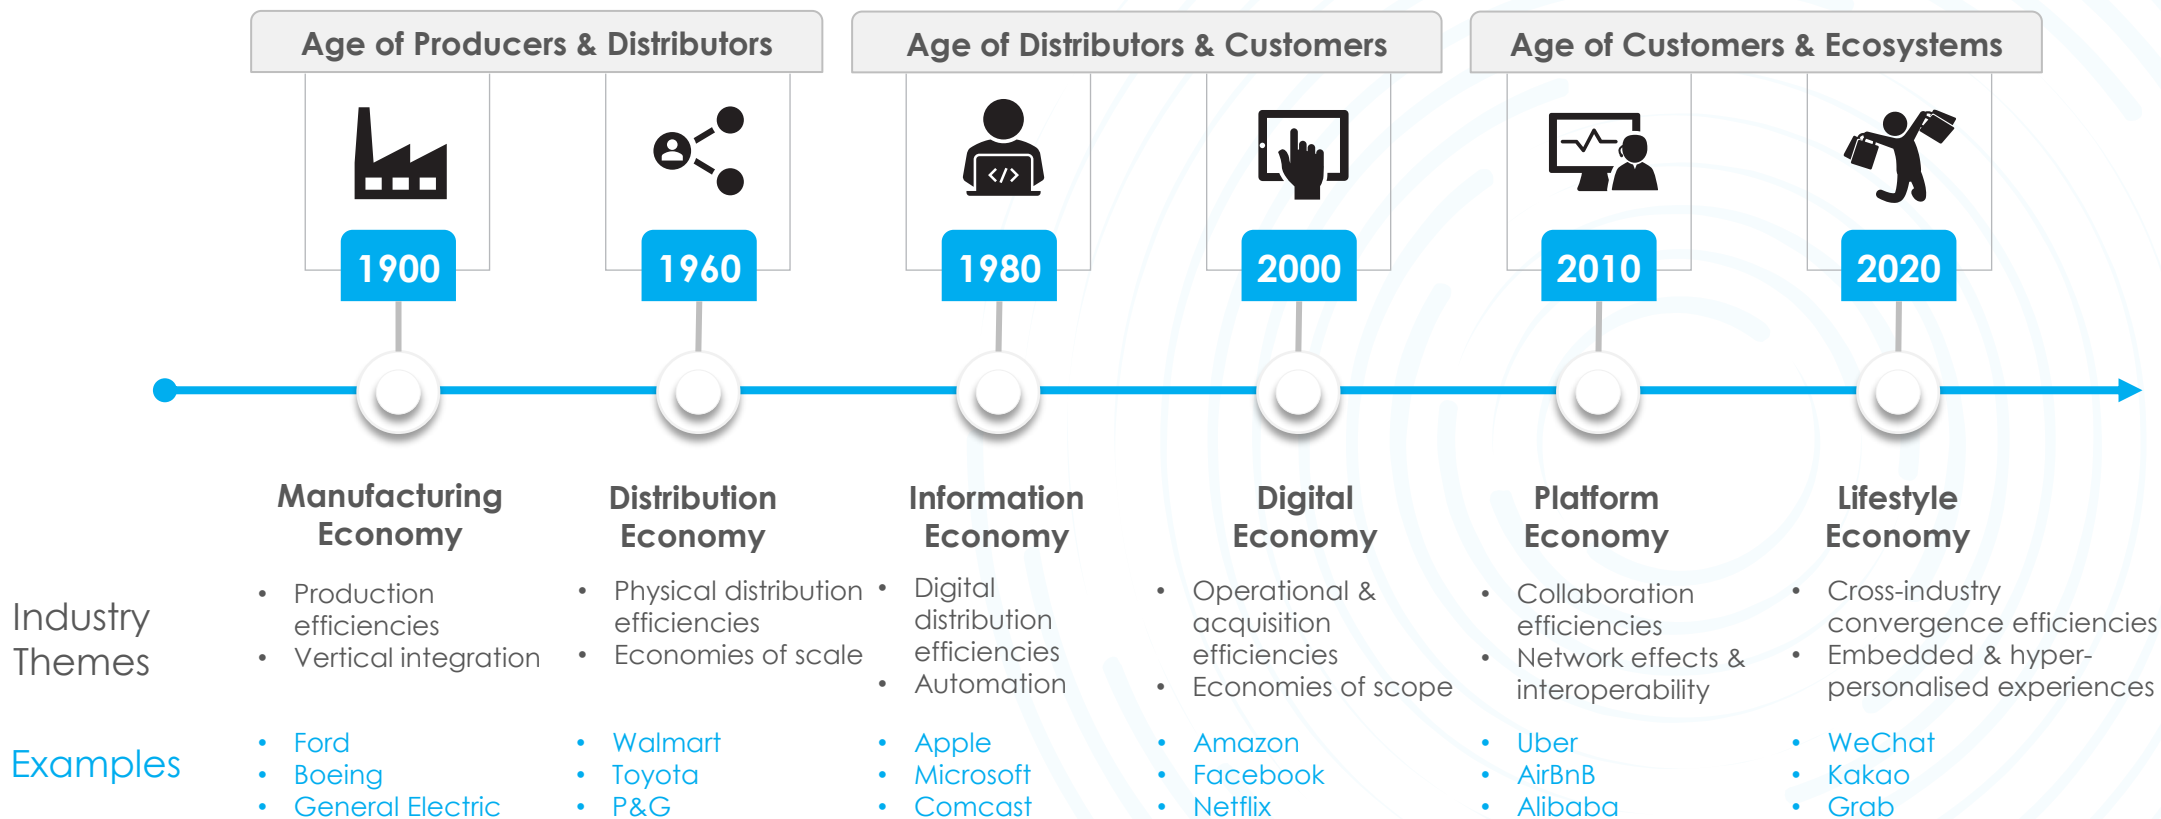 Age of Producers & Distributors
Age of Distributors & Customers
Age of Customers & Ecosystems
</>
1900
1960
1980
2000
2010
2020
Manufacturing
Economy
Distribution
Economy
Information
Economy
Digital
Economy
Platform
Economy
Lifestyle
Economy
Industry
Themes
• Production
efficiencies
• Vertical integration
• Physical distribution
efficiencies
• Economies of scale
• Digital
distribution
efficiencies
• Automation
• Operational &
acquisition
efficiencies
• Economies of scope
• Collaboration
efficiencies
• Network effects &
interoperability
• Cross-industry
convergence efficiencies
• Embedded & hyper-
personalised experiences
Examples
• Ford
• Boeing
• General Electric
• Walmart
• Toyota
• P&G
• Apple
• Microsoft
• Comcast
• Amazon
• Facebook
• Netflix
• Uber
• AirBnB
• Alibaba
• WeChat
• Kakao
• Grab